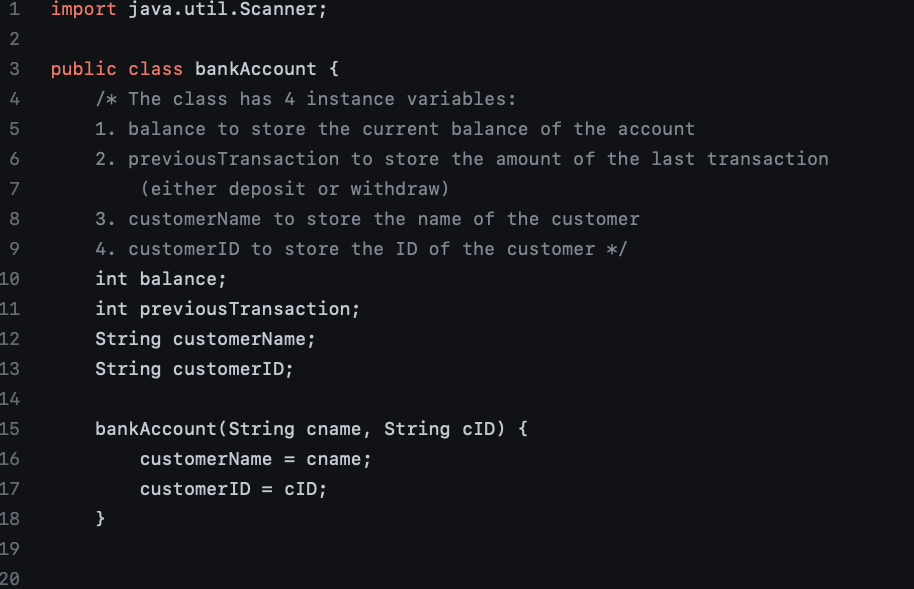 1 import java.util.Scanner;
2
3 public class bankAccount {
4 /* The class has 4 instance variables:
5 1. balance to store the current balance of the account
6 2. previousTransaction to store the amount of the last transaction
7 (either deposit or withdraw)
8 3. customerName to store the name of the customer
9 4. customerID to store the ID of the customer */
10 int balance;
11 int previousTransaction;
12 String customerName;
13 String customerID;
14
15 bankAccount(String cname, String cID) {
16 customerName = cname;
17 customerID = cID;
18 }
19
20